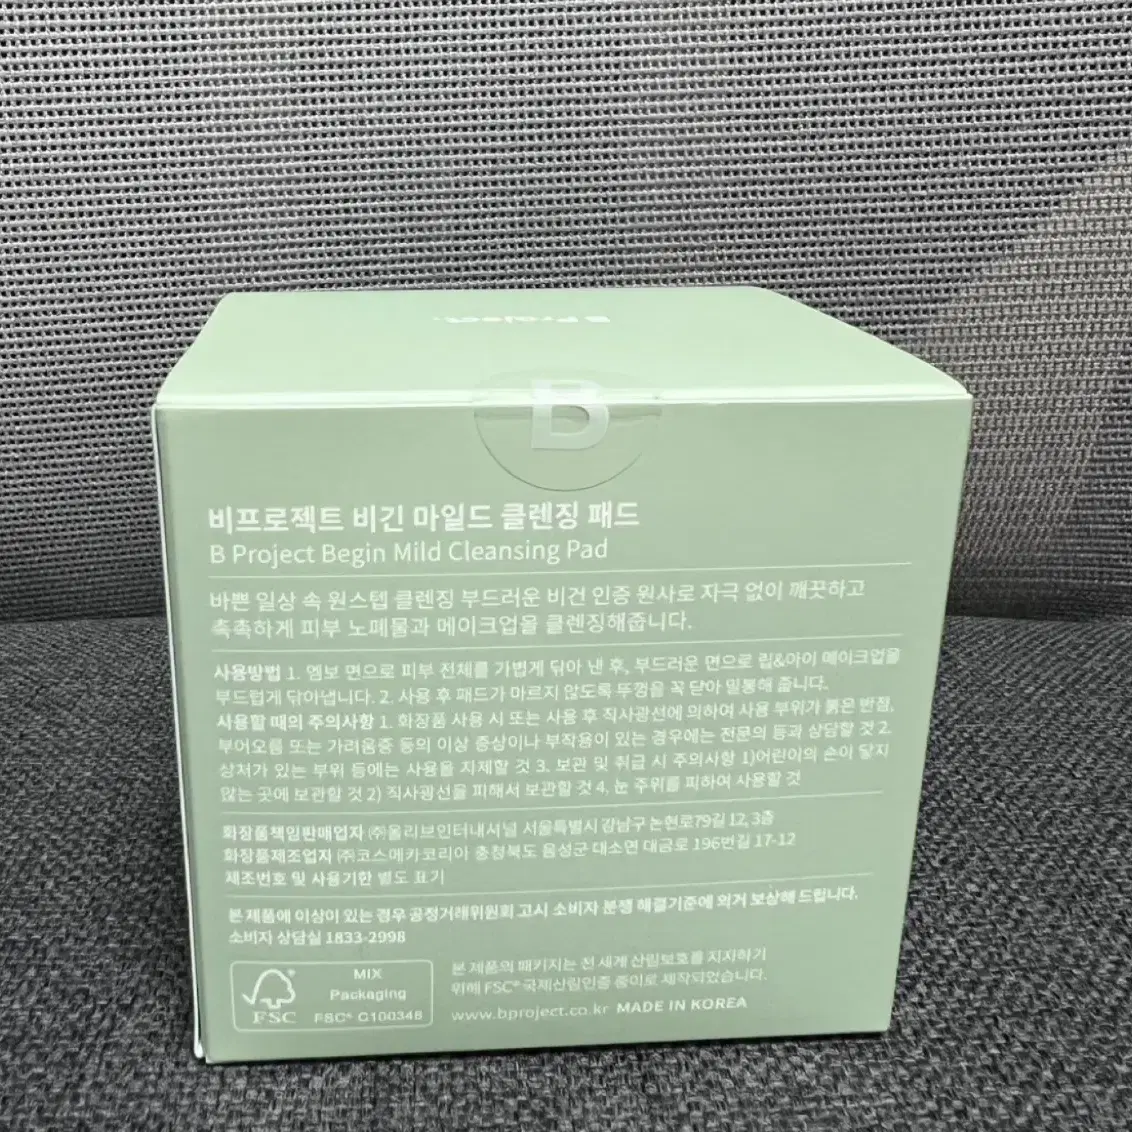 B Project.
B
비프로젝트 비긴 마일드 클렌징 패드
B Project Begin Mild Cleansing Pad
바쁜 일상 속 원스텝 클렌징 부드러운 비건 인증 원사로 자극 없이 깨끗하고
촉촉하게 피부 노폐물과 메이크업을 클렌징해줍니다.
사용방법 1. 엠보 면으로 피부 전체를 가볍게 닦아 낸 후, 부드러운 면으로 립&아이 메이크업을
부드럽게 닦아냅니다. 2. 사용 후 패드가 마르지 않도록 뚜껑을 꼭 닫아 밀봉해 줍니다.
사용할 때의 주의사항 1. 화장품 사용 시 또는 사용 후 직사광선에 의하여 사용 부위가 붉은 반점,
부어오름 또는 가려움증 등의 이상 증상이나 부작용이 있는 경우에는 전문의 등과 상담할 것 2.
상처가 있는 부위 등에는 사용을 자제할 것 3. 보관 및 취급 시 주의사항 1)어린이의 손이 닿지
않는 곳에 보관할 것 2) 직사광선을 피해서 보관할 것 4. 눈 주위를 피하여 사용할 것
화장품책임판매업자 ㈜올리브인터내셔널 서울특별시 강남구 논현로79길 12, 3층
화장품제조업자 ㈜코스메카코리아 충청북도 음성군 대소면 대금로 196번길 17-12
제조번호 및 사용기한 별도 표기
본 제품에 이상이 있는 경우 공정거래위원회 고시 소비자 분쟁 해결기준에 의거 보상해 드립니다.
소비자 상담실 1833-2998
FSC
MIX
Packaging
FSC® C100348
본 제품의 패키지는 전 세계 산림보호를 지지하기
위해 FSC® 국제산림인증 종이로 제작되었습니다.
www.bproject.co.kr MADE IN KOREA